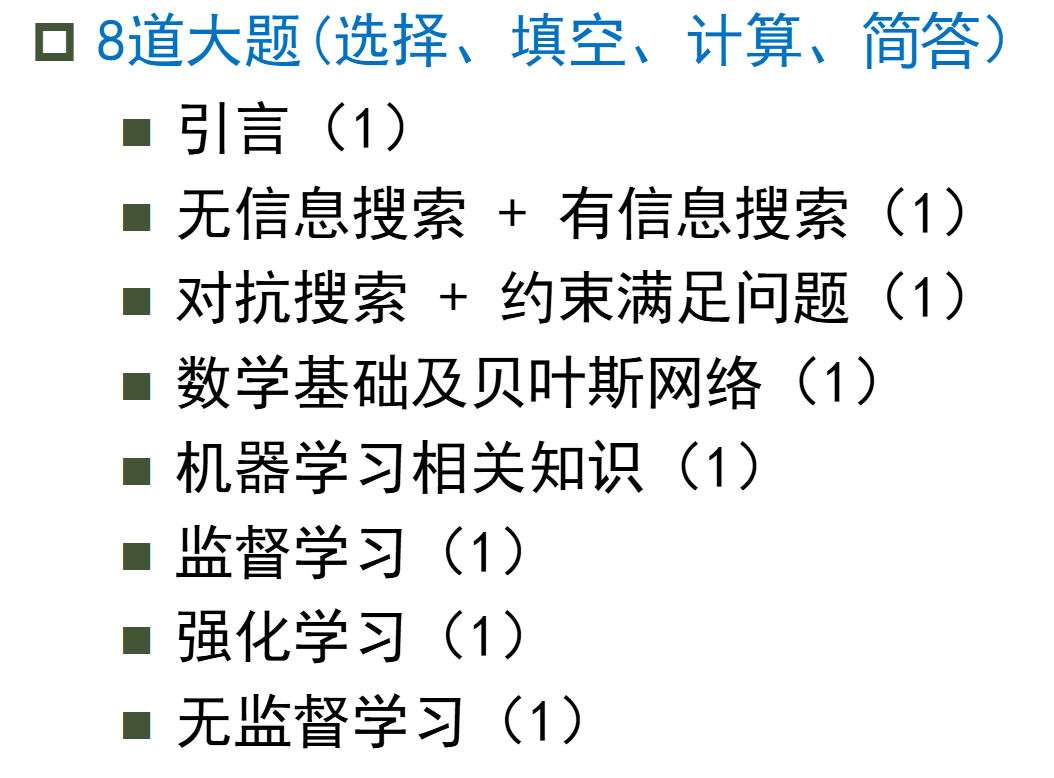 8道大题(选择、填空、计算、简答)
引言（1）
无信息搜索 + 有信息搜索（1）
对抗搜索 + 约束满足问题（1）
数学基础及贝叶斯网络（1）
机器学习相关知识（1）
监督学习（1）
强化学习（1）
无监督学习（1）